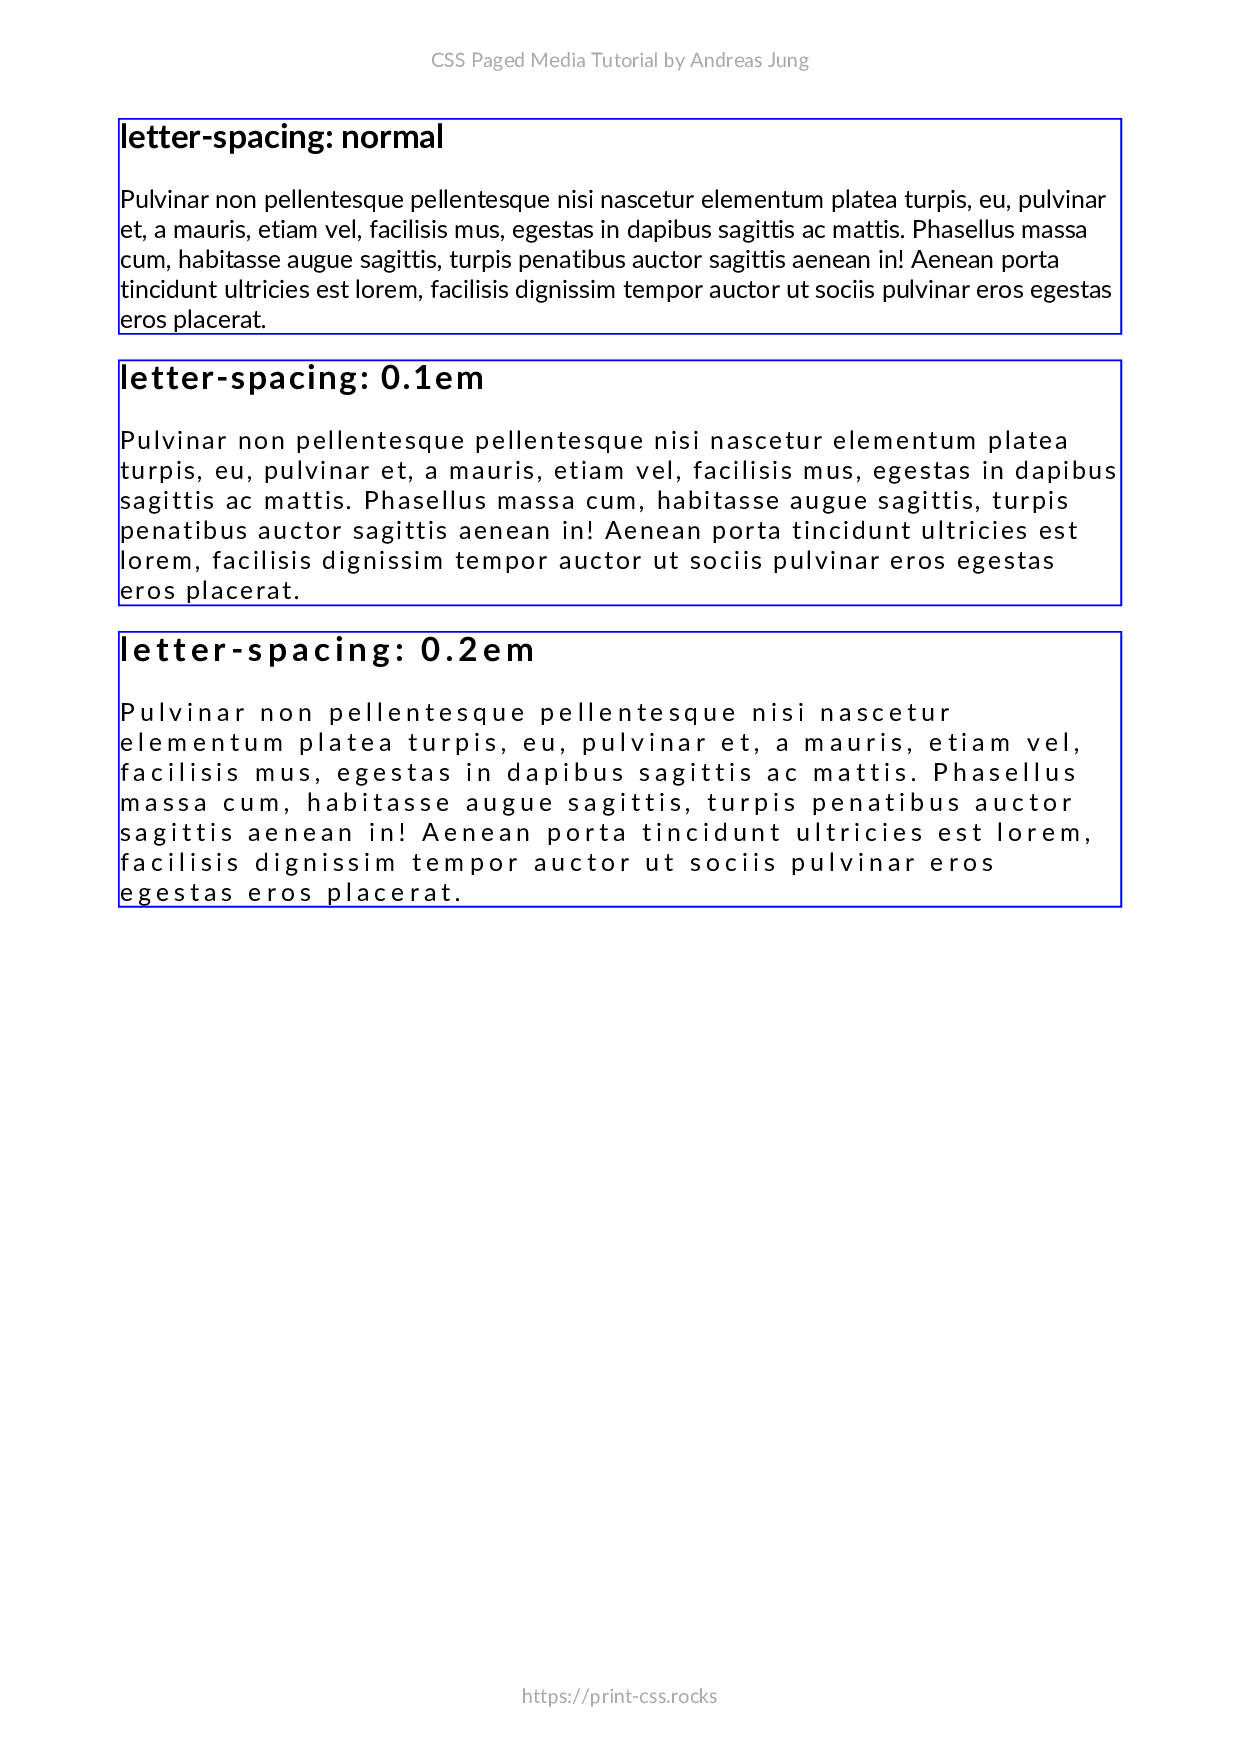 CSS Paged Media Tutorial by Andreas Jung
letter-spacing: normal
Pulvinar non pellentesque pellentesque nisi nascetur elementum platea turpis, eu, pulvinar
et, a mauris, etiam vel, facilisis mus, egestas in dapibus sagittis ac mattis. Phasellus massa
cum, habitasse augue sagittis, turpis penatibus auctor sagittis aenean in! Aenean porta
tincidunt ultricies est lorem, facilisis dignissim tempor auctor ut sociis pulvinar eros egestas
eros placerat.
letter-spacing: 0.1em
Pulvinar non pellentesque pellentesque nisi nascetur elementum platea
turpis, eu, pulvinar et, a mauris, etiam vel, facilisis mus, egestas in dapibus
sagittis ac mattis. Phasellus massa cum, habitasse augue sagittis, turpis
penatibus auctor sagittis aenean in! Aenean porta tincidunt ultricies est
lorem, facilisis dignissim tempor auctor ut sociis pulvinar eros egestas
eros placerat.
letter-spacing: 0.2em
Pulvinar non pellentesque pellentesque nisi nascetur
elementum platea turpis, eu, pulvinar et, a mauris, etiam vel,
facilisis mus, egestas in dapibus sagittis ac mattis. Phasellus
massa cum, habitasse augue sagittis, turpis penatibus auctor
sagittis aenean in! Aenean porta tincidunt ultricies est lorem,
facilisis dignissim tempor auctor ut sociis pulvinar eros
egestas eros placerat.
https://print-css.rocks